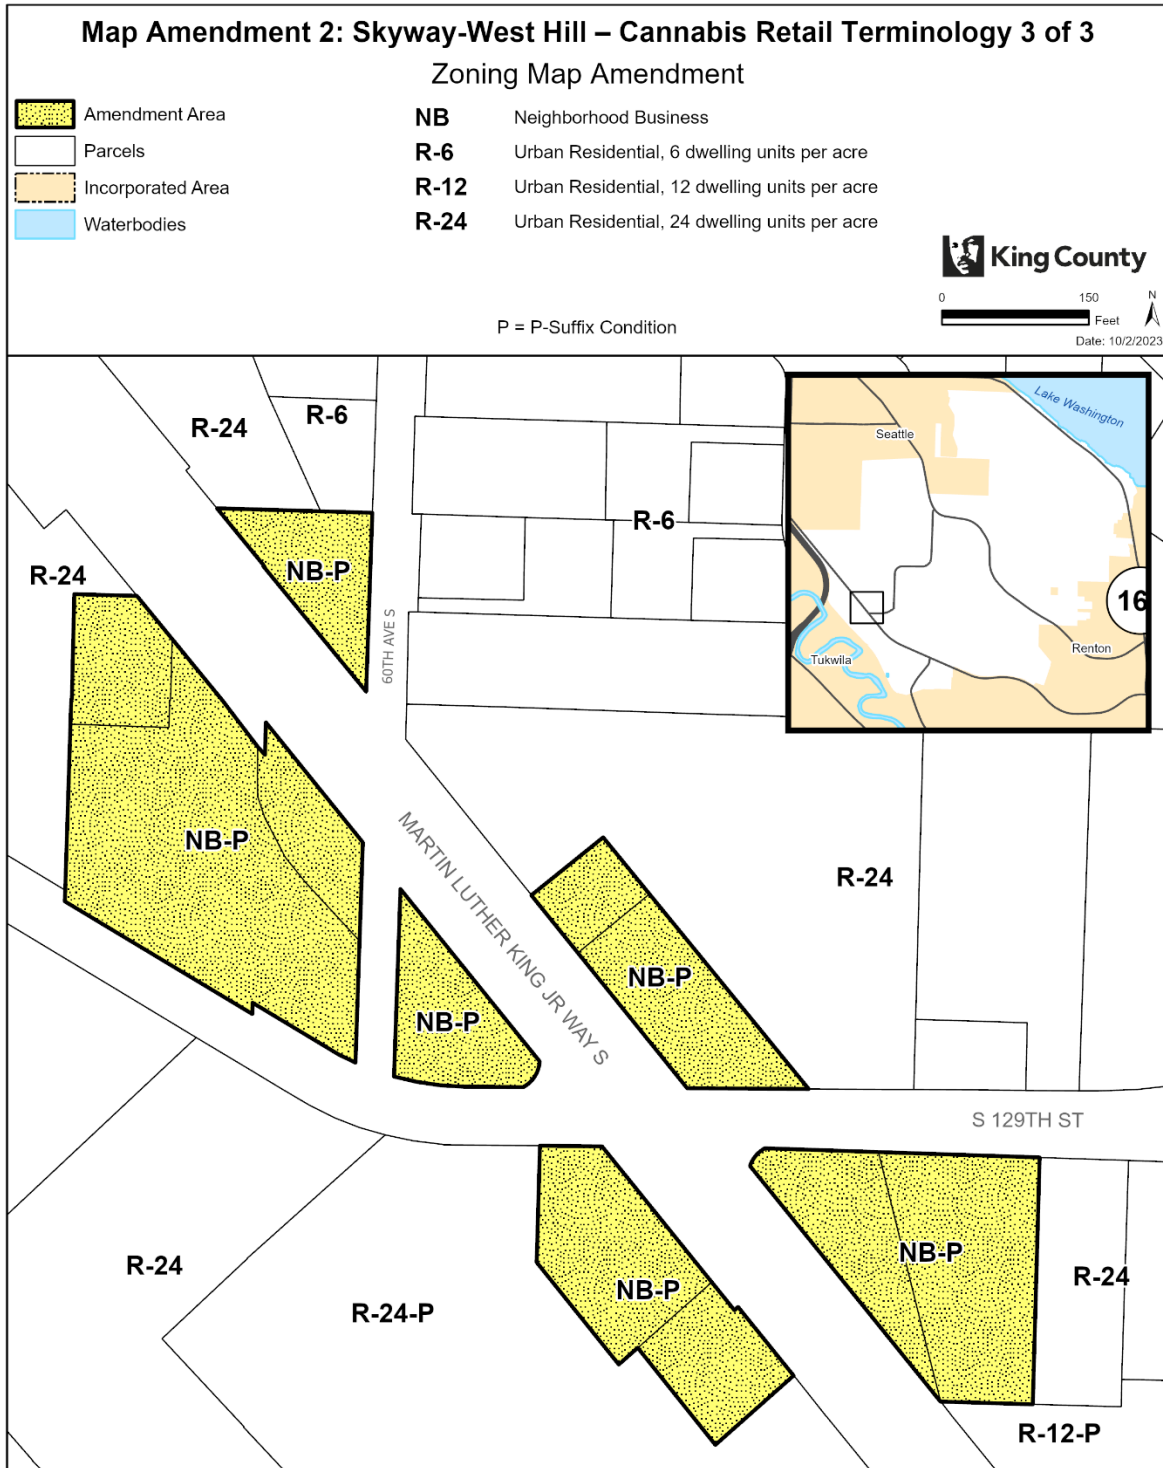 Map Amendment 2: Skyway-West Hill – Cannabis Retail Terminology 3 of 3
Zoning Map Amendment
Amendment Area
Parcels
Incorporated Area
Waterbodies
NB Neighborhood Business
R-6 Urban Residential, 6 dwelling units per acre
R-12 Urban Residential, 12 dwelling units per acre
R-24 Urban Residential, 24 dwelling units per acre
P = P-Suffix Condition
King County
0 150
Feet
N
Date: 10/2/2023
R-24
R-6
R-6
NB-P
R-24
60TH AVE S
Lake Washington
Seattle
16
Renton
Tukwila
NB-P
MARTIN LUTHER KING JR WAY S
R-24
NB-P
NB-P
S 129TH ST
R-24
R-24-P
NB-P
NB-P
R-24
R-12-P